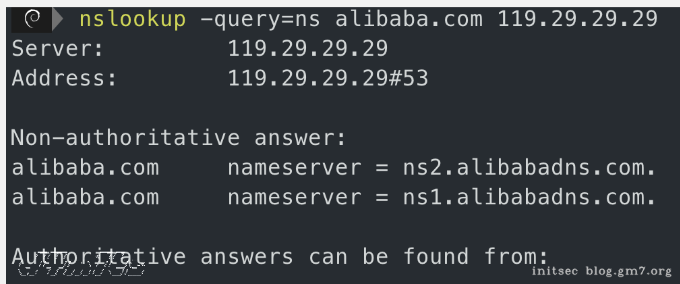 nslookup -query=ns alibaba.com 119.29.29.29
Server: 119.29.29.29
Address: 119.29.29.29#53
Non-authoritative answer:
alibaba.com nameserver = ns2.alibabadns.com.
alibaba.com nameserver = ns1.alibabadns.com.
Authoritative answers can be found from:
initsec blog.gm7.org